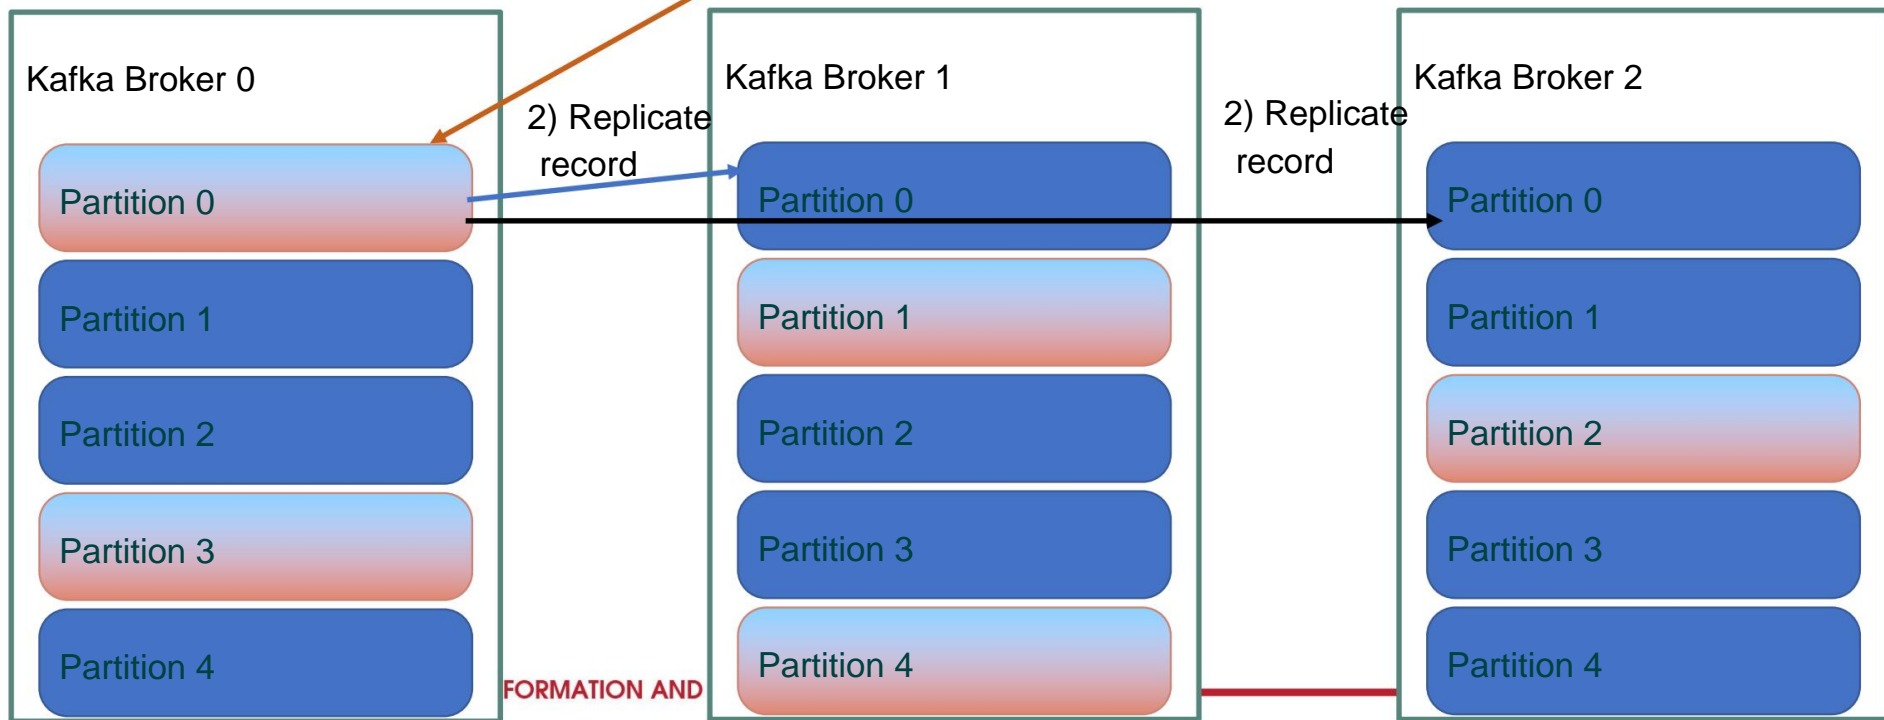 Kafka Broker 0
Partition 0
Partition 1
Partition 2
Partition 3
Partition 4
2) Replicate
record
Kafka Broker 1
Partition 0
Partition 1
Partition 2
Partition 3
Partition 4
2) Replicate
record
Kafka Broker 2
Partition 0
Partition 1
Partition 2
Partition 3
Partition 4
FORMATION AND